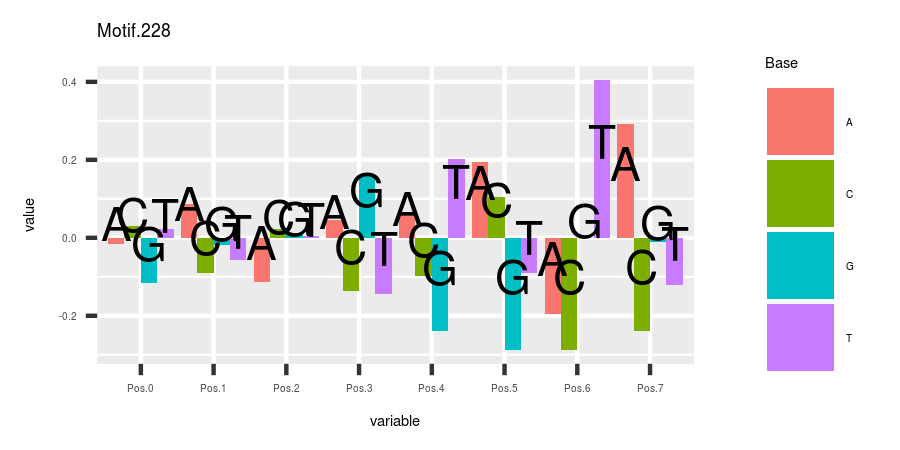 Motif.228
Base
0.4
0.2
0.0
-0.2
value
A C G T A C G T A C G T A C G T A C G T A C G T A C G T A C G T
Pos.0 Pos.1 Pos.2 Pos.3 Pos.4 Pos.5 Pos.6 Pos.7
variable
A
C
G
T